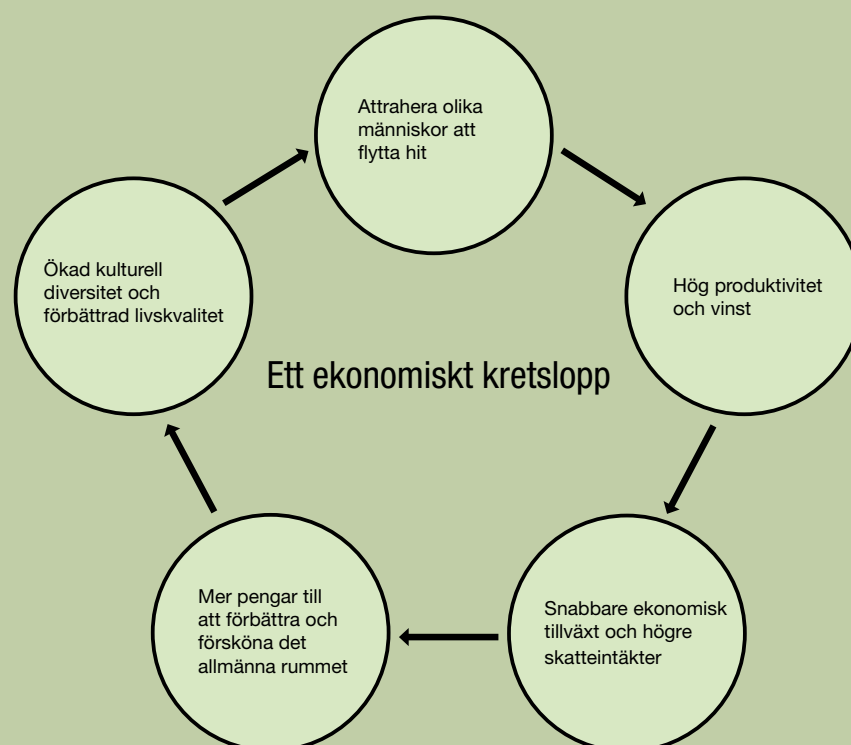 Attrahera olika
människor att
flytta hit
Hög produktivitet
och vinst
Snabbare ekonomisk
tillväxt och högre
skatteintäkter
Mer pengar till
att förbättra och
försköna det
allmänna rummet
Ökad kulturell
diversitet och
förbättrad livskvalitet
Ett ekonomiskt kretslopp